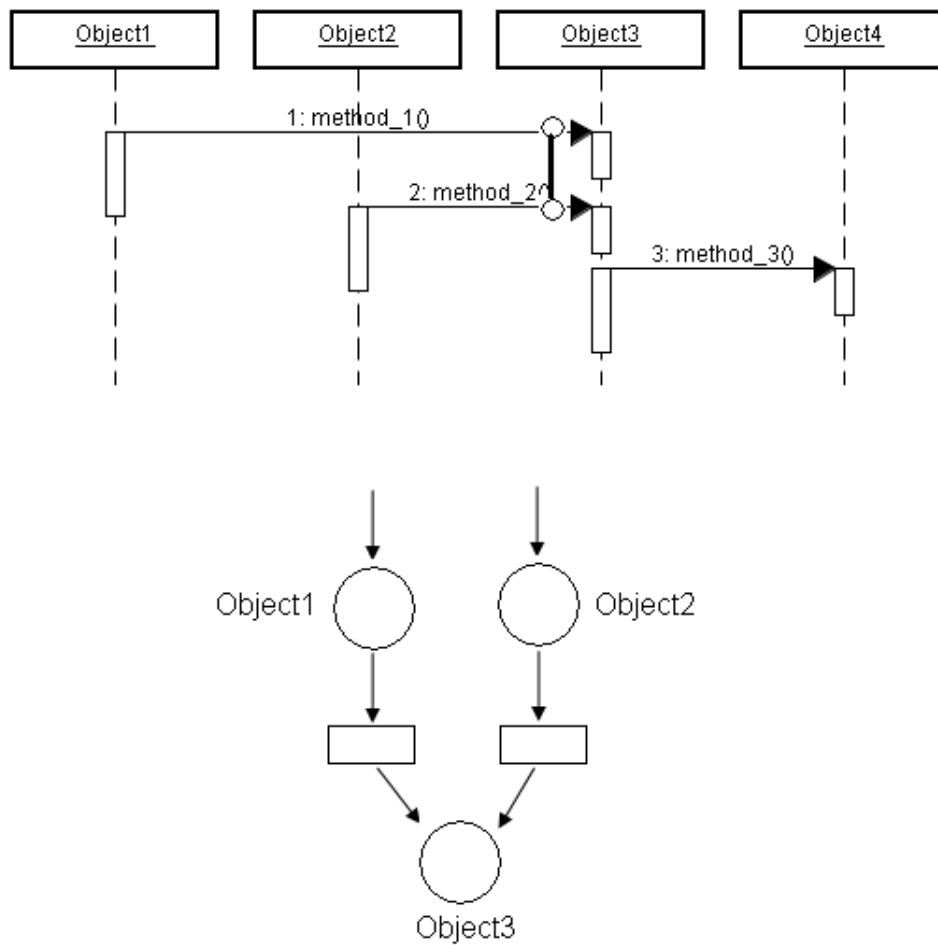 Object1 Object2 Object3 Object4
1: method_1()
2: method_2()
3: method_3()
Object1 Object2
Object3